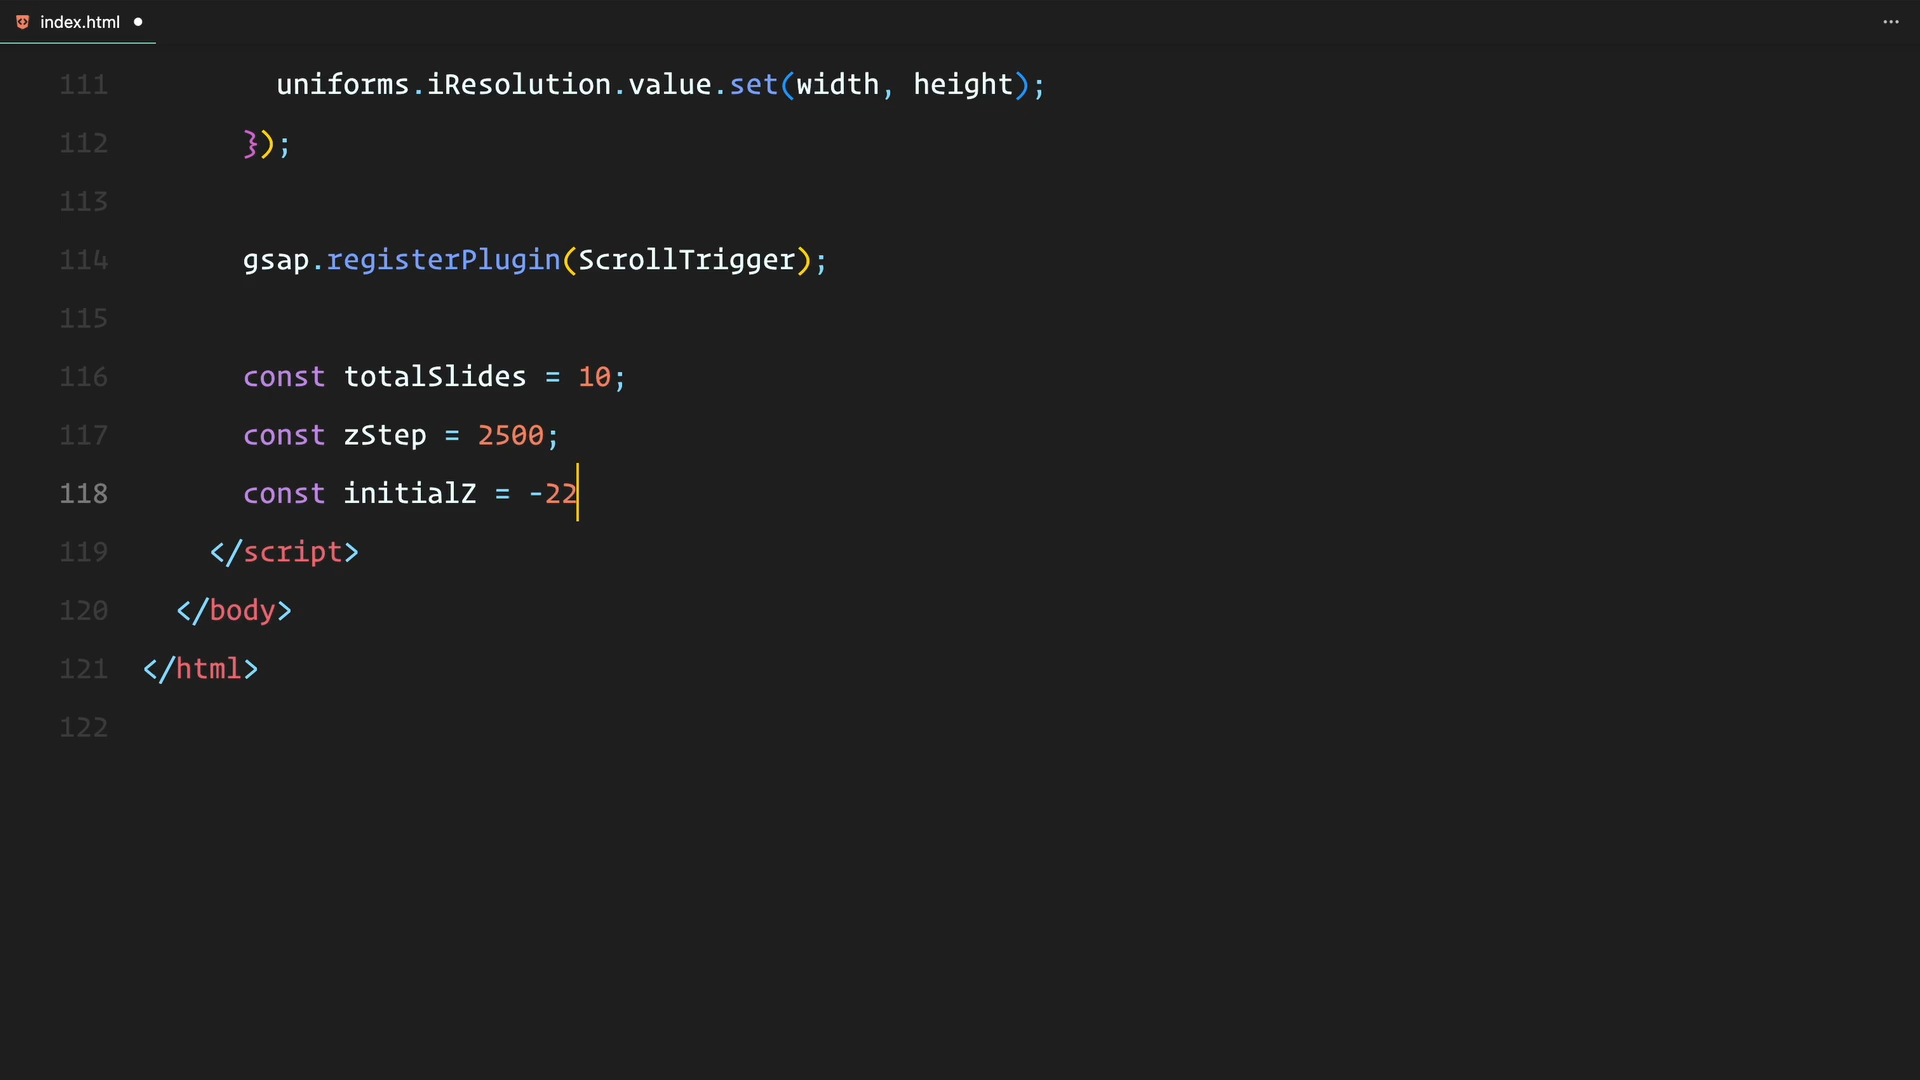 index.html
111 uniforms.iResolution.value.set(width, height);
112 });
113
114 gsap.registerPlugin(ScrollTrigger);
115
116 const totalSlides = 10;
117 const zStep = 2500;
118 const initialZ = -22
119 </script>
120 </body>
121 </html>
122